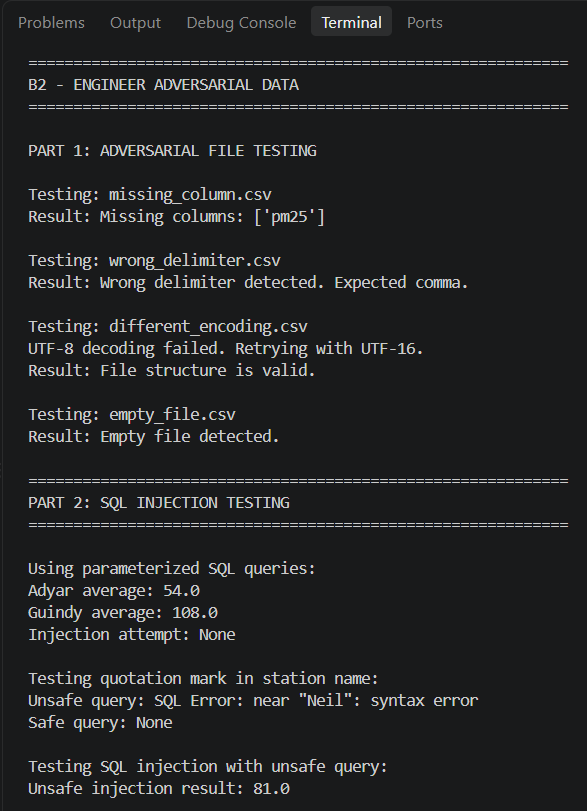 Problems Output Debug Console Terminal Ports
============================================================
B2 - ENGINEER ADVERSARIAL DATA
============================================================
PART 1: ADVERSARIAL FILE TESTING
Testing: missing_column.csv
Result: Missing columns: ['pm25']
Testing: wrong_delimiter.csv
Result: Wrong delimiter detected. Expected comma.
Testing: different_encoding.csv
UTF-8 decoding failed. Retrying with UTF-16.
Result: File structure is valid.
Testing: empty_file.csv
Result: Empty file detected.
============================================================
PART 2: SQL INJECTION TESTING
============================================================
Using parameterized SQL queries:
Adyar average: 54.0
Guindy average: 108.0
Injection attempt: None
Testing quotation mark in station name:
Unsafe query: SQL Error: near "Neil": syntax error
Safe query: None
Testing SQL injection with unsafe query:
Unsafe injection result: 81.0